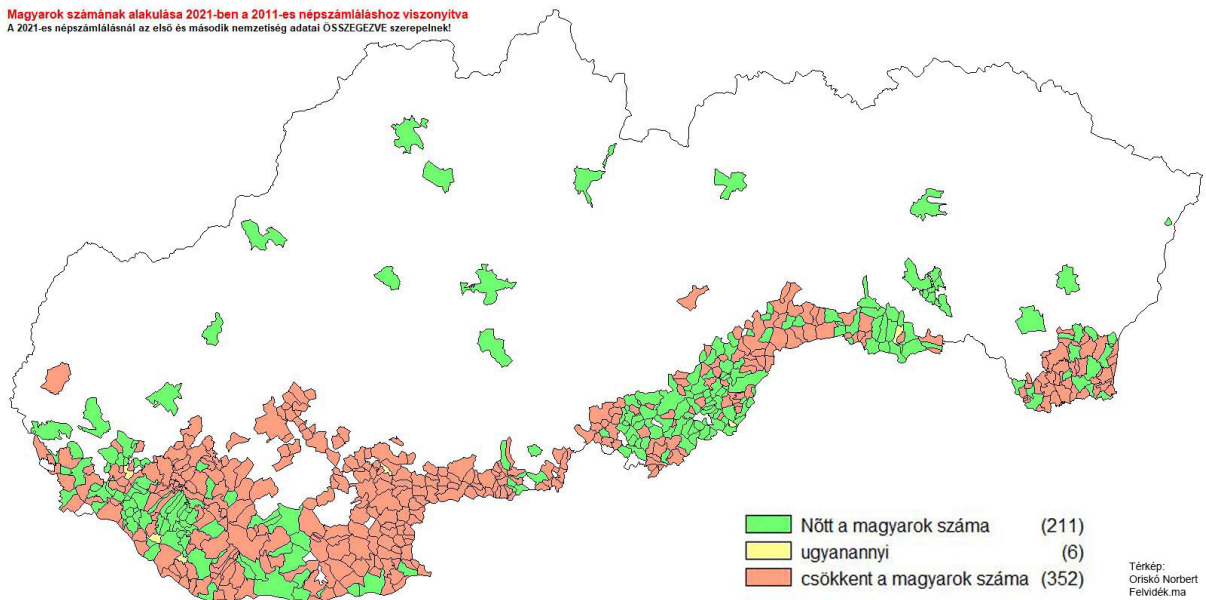 Magyarok számának alakulása 2021-ben a 2011-es népszámláláshoz viszonyítva
A 2021-es népszámlálásnál az első és második nemzetiség adatai ÖSSZEGEZVE szerepelnek!
Nőtt a magyarok száma (211)
ugyanannyi (6)
csökkent a magyarok száma (352)
Térkép:
Oriskó Norbert
Felvidék.ma